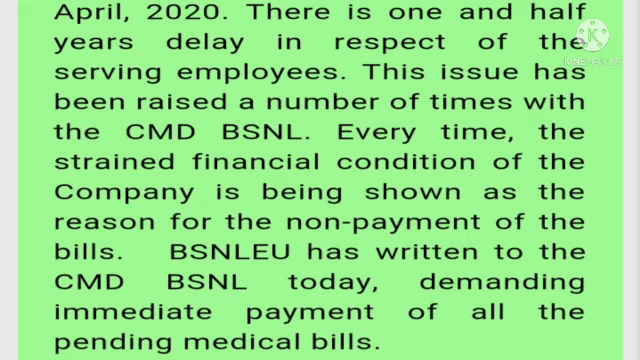 April, 2020. There is one and half
years delay in respect of the
serving employees. This issue has
been raised a number of times with
the CMD BSNL. Every time, the
strained financial condition of the
Company is being shown as the
reason for the non-payment of the
bills. BSNLEU has written to the
CMD BSNL today, demanding
immediate payment of all the
pending medical bills.
KINEMASTER